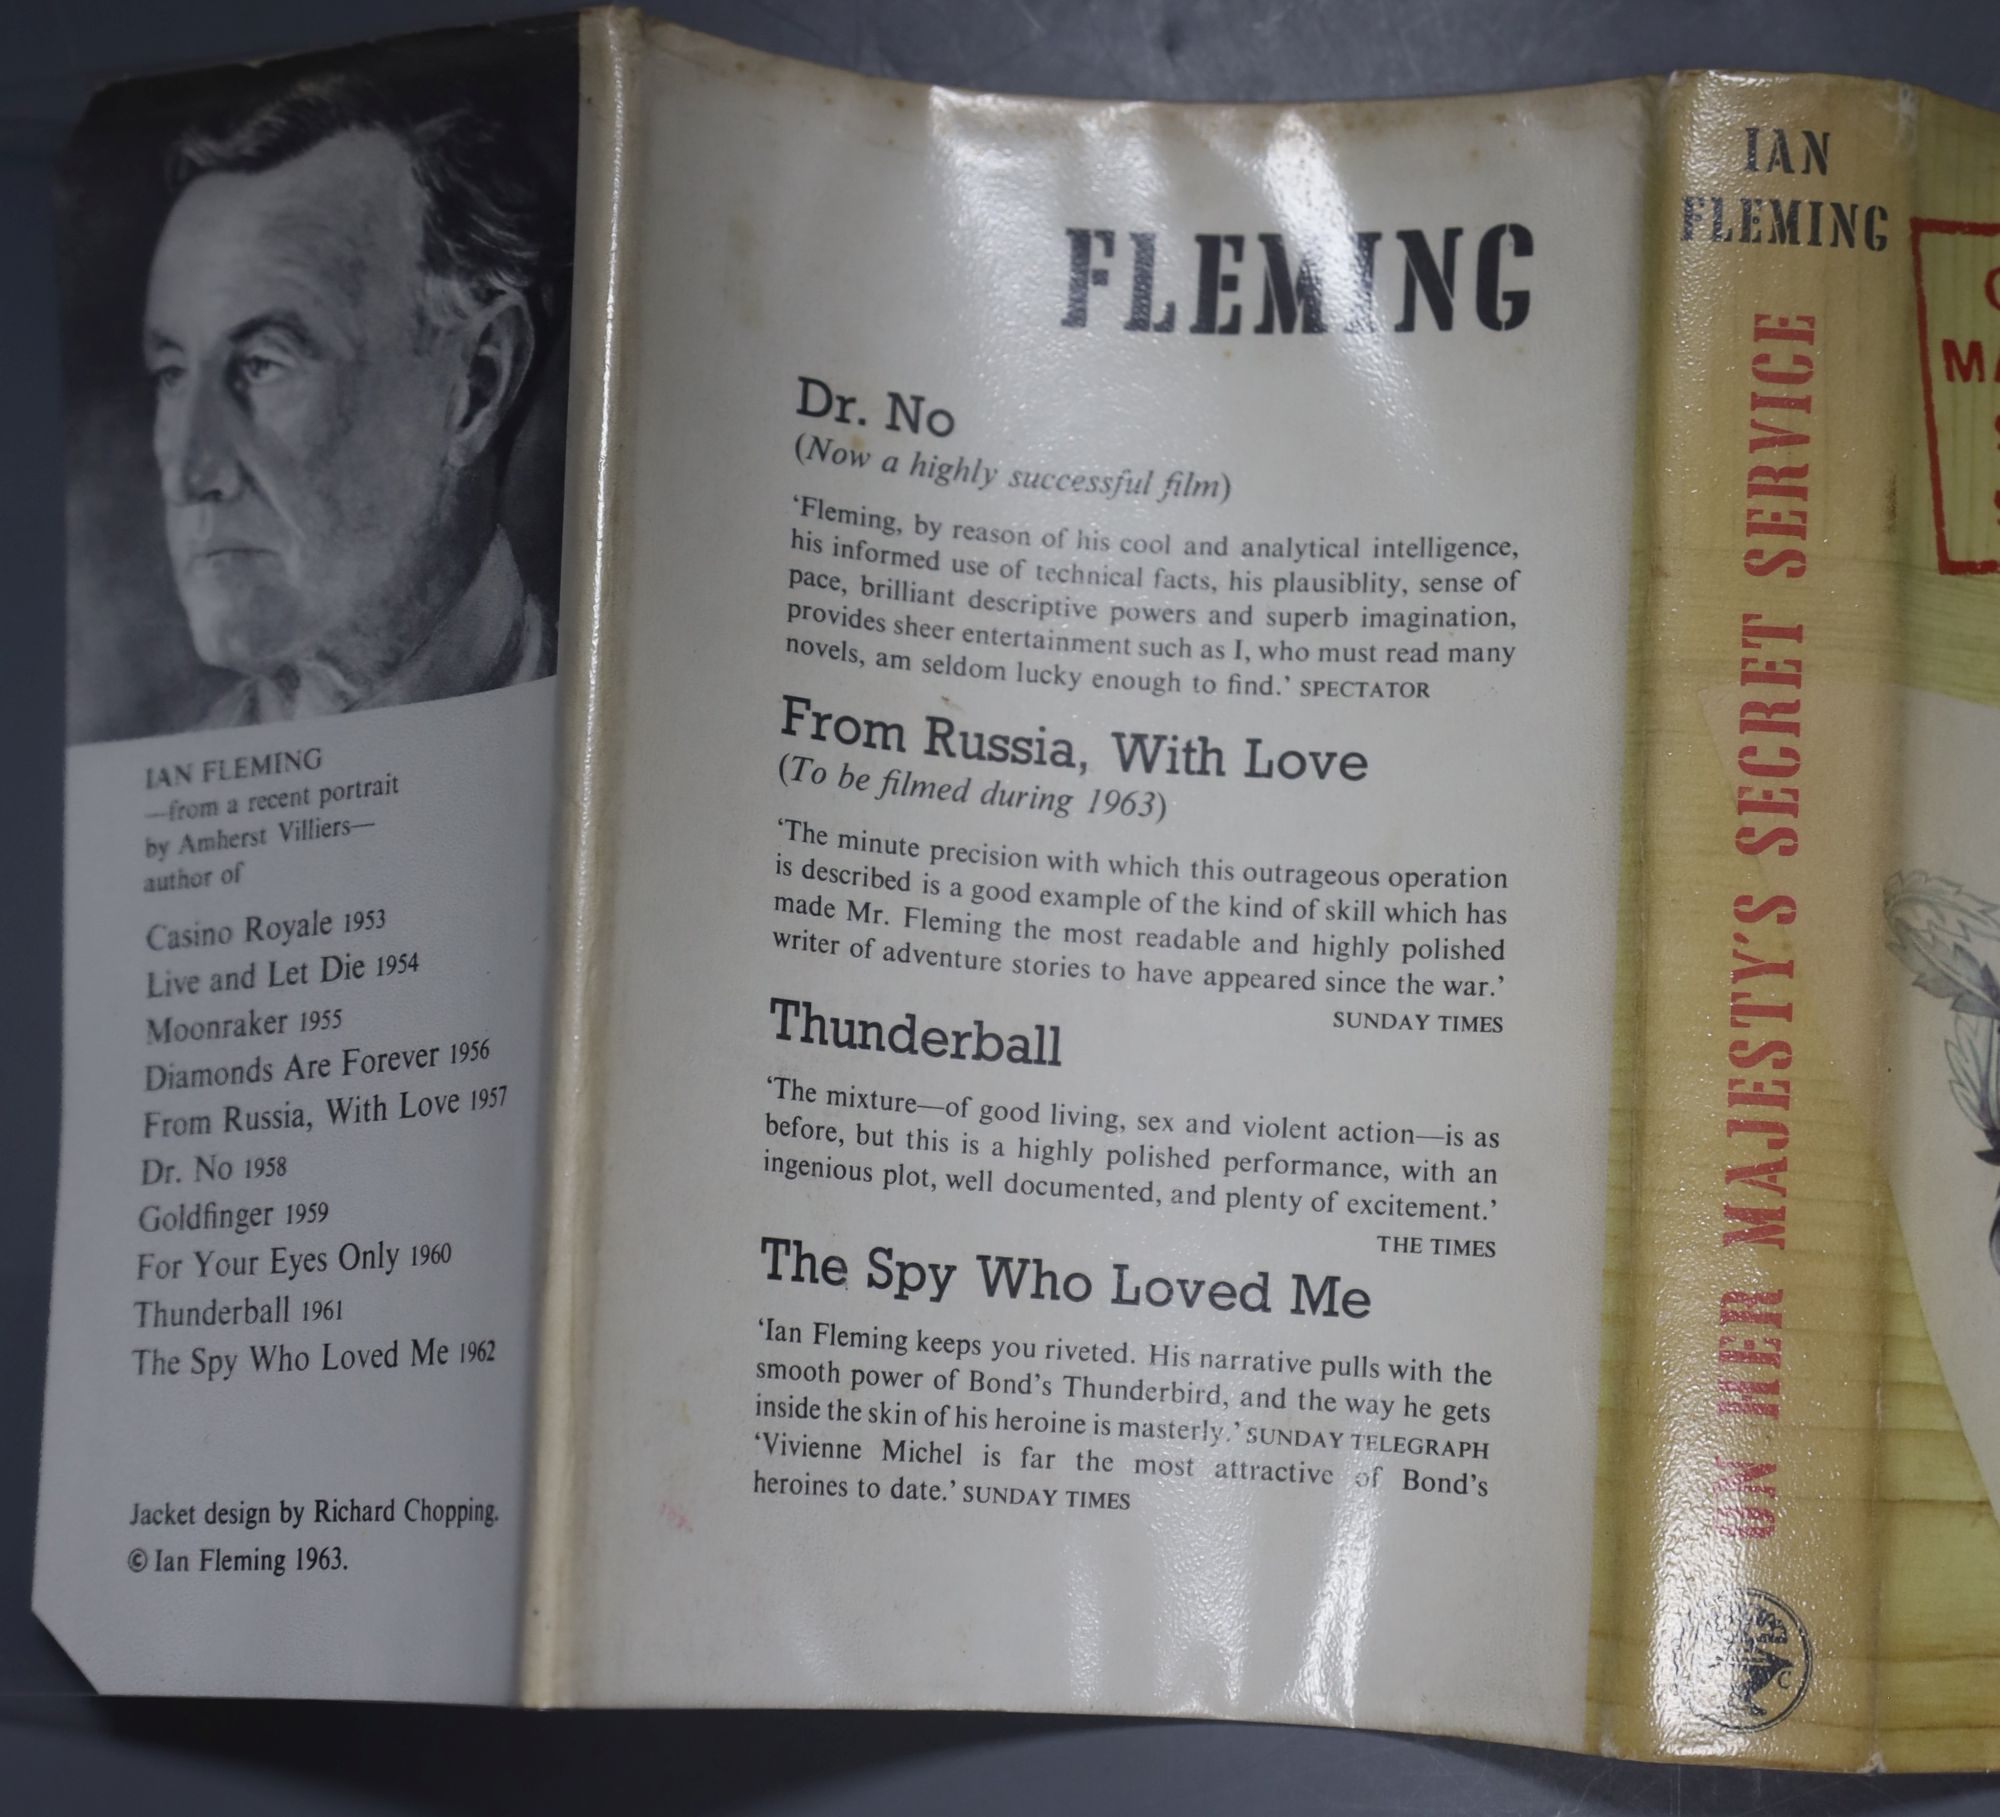 IAN FLEMING
—from a recent portrait
by Amherst Villiers—
author of
Casino Royale 1953
Live and Let Die 1954
Moonraker 1955
Diamonds Are Forever 1956
From Russia, With Love 1957
Dr. No 1958
Goldfinger 1959
For Your Eyes Only 1960
Thunderball 1961
The Spy Who Loved Me 1962
Jacket design by Richard Chopping.
© Ian Fleming 1963.
FLEMING
Dr. No
(Now a highly successful film)
‘Fleming, by reason of his cool and analytical intelligence,
his informed use of technical facts, his plausiblity, sense of
pace, brilliant descriptive powers and superb imagination,
provides sheer entertainment such as I, who must read many
novels, am seldom lucky enough to find.’ SPECTATOR
From Russia, With Love
(To be filmed during 1963)
‘The minute precision with which this outrageous operation
is described is a good example of the kind of skill which has
made Mr. Fleming the most readable and highly polished
writer of adventure stories to have appeared since the war.’
SUNDAY TIMES
Thunderball
‘The mixture—of good living, sex and violent action—is as
before, but this is a highly polished performance, with an
ingenious plot, well documented, and plenty of excitement.’
THE TIMES
The Spy Who Loved Me
‘Ian Fleming keeps you riveted. His narrative pulls with the
smooth power of Bond’s Thunderbird, and the way he gets
inside the skin of his heroine is masterly.’ SUNDAY TELEGRAPH
‘Vivienne Michel is far the most attractive of Bond’s
heroines to date.’ SUNDAY TIMES
IAN
FLEMING
ON HER MAJESTY’S SECRET SERVICE